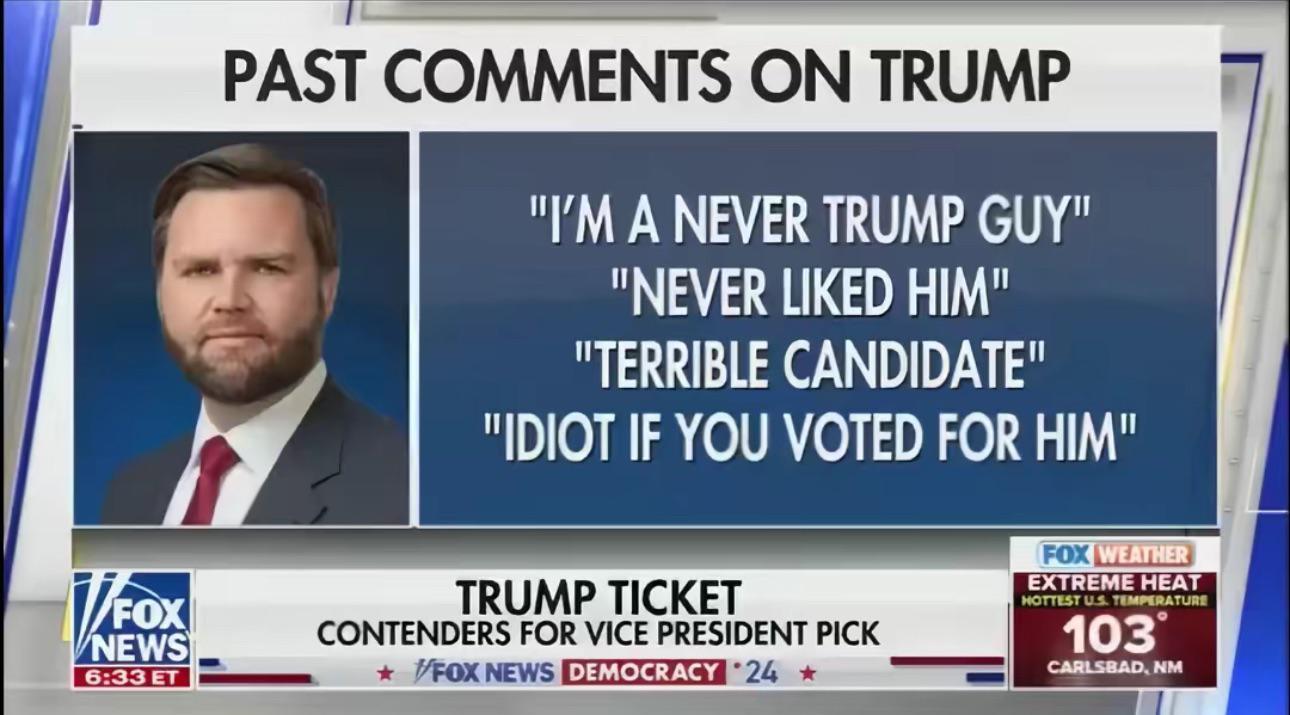 PAST COMMENTS ON TRUMP
"I'M A NEVER TRUMP GUY"
"NEVER LIKED HIM"
"TERRIBLE CANDIDATE"
"IDIOT IF YOU VOTED FOR HIM"
FOX WEATHER
EXTREME HEAT
HOTTEST U.S. TEMPERATURE
103°
CARLSBAD, NM
TRUMP TICKET
CONTENDERS FOR VICE PRESIDENT PICK
FOX
NEWS
6:33 ET
FOX NEWS DEMOCRACY '24